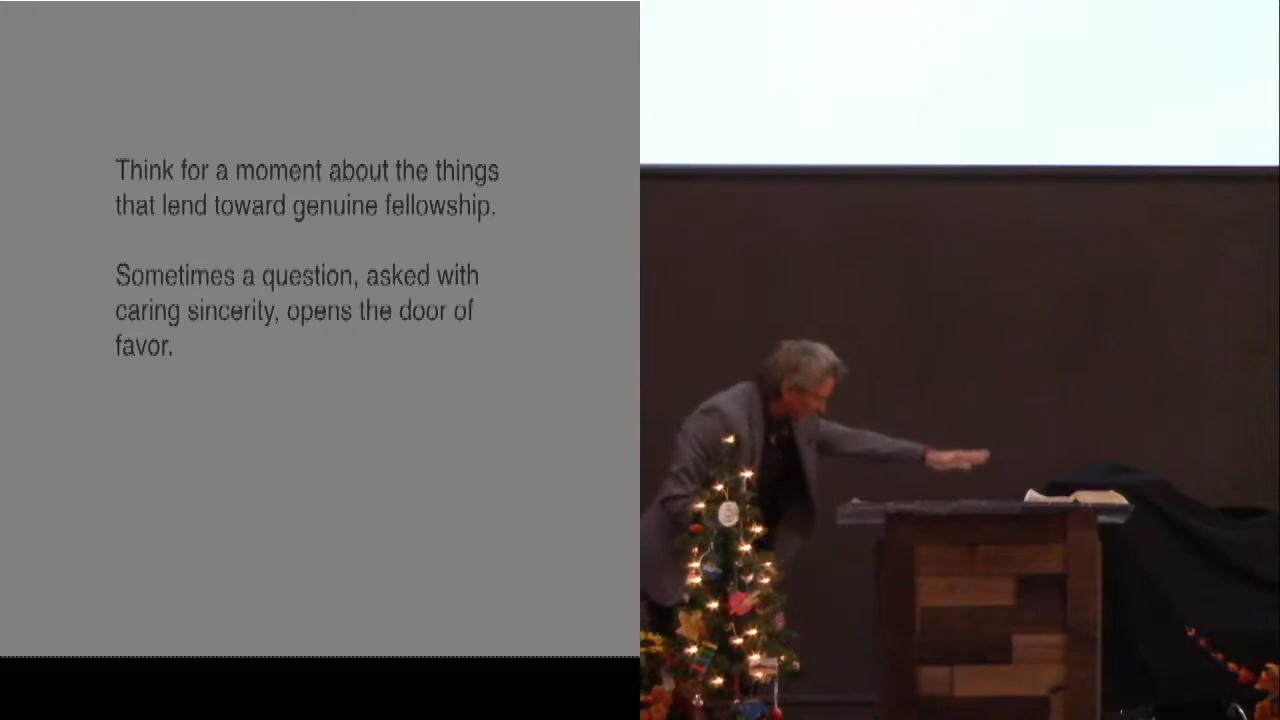 Think for a moment about the things
that lend toward genuine fellowship.
Sometimes a question, asked with
caring sincerity, opens the door of
favor.